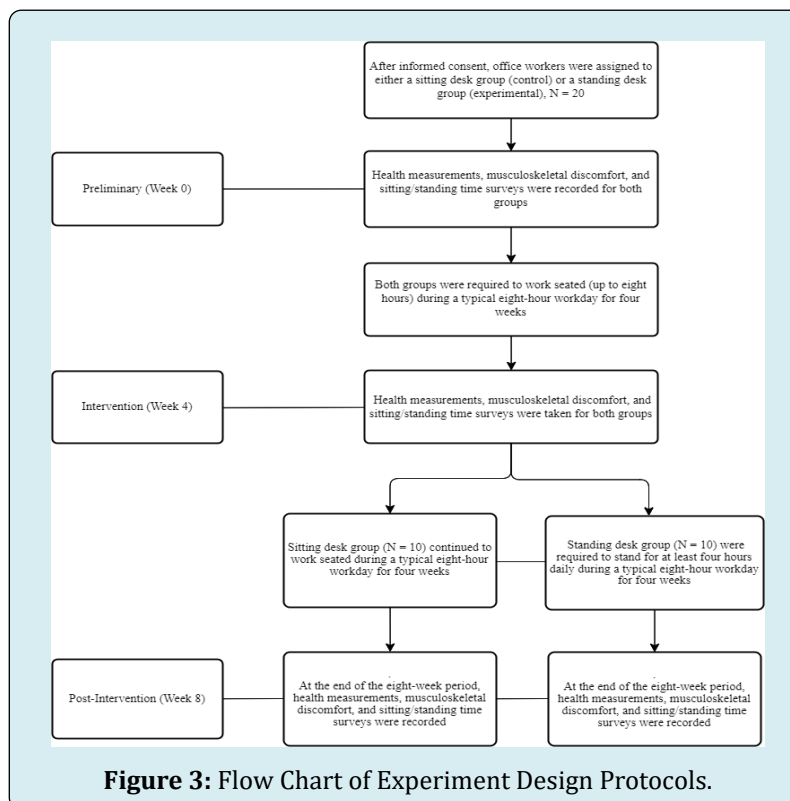 After informed consent, office workers were assigned to
either a sitting desk group (control) or a standing desk
group (experimental), N = 20
Preliminary (Week 0)
Health measurements, musculoskeletal discomfort, and
sitting/standing time surveys were recorded for both
groups
Both groups were required to work seated (up to eight
hours) during a typical eight-hour workday for four
weeks
Intervention (Week 4)
Health measurements, musculoskeletal discomfort, and
sitting/standing time surveys were taken for both groups
Sitting desk group (N = 10) continued to
work seated during a typical eight-hour
workday for four weeks
Standing desk group (N = 10) were
required to stand for at least four hours
daily during a typical eight-hour workday
for four weeks
Post-Intervention (Week 8)
.
At the end of the eight-week period,
health measurements, musculoskeletal
discomfort, and sitting/standing time
surveys were recorded
.
At the end of the eight-week period,
health measurements, musculoskeletal
discomfort, and sitting/standing time
surveys were recorded
Figure 3: Flow Chart of Experiment Design Protocols.